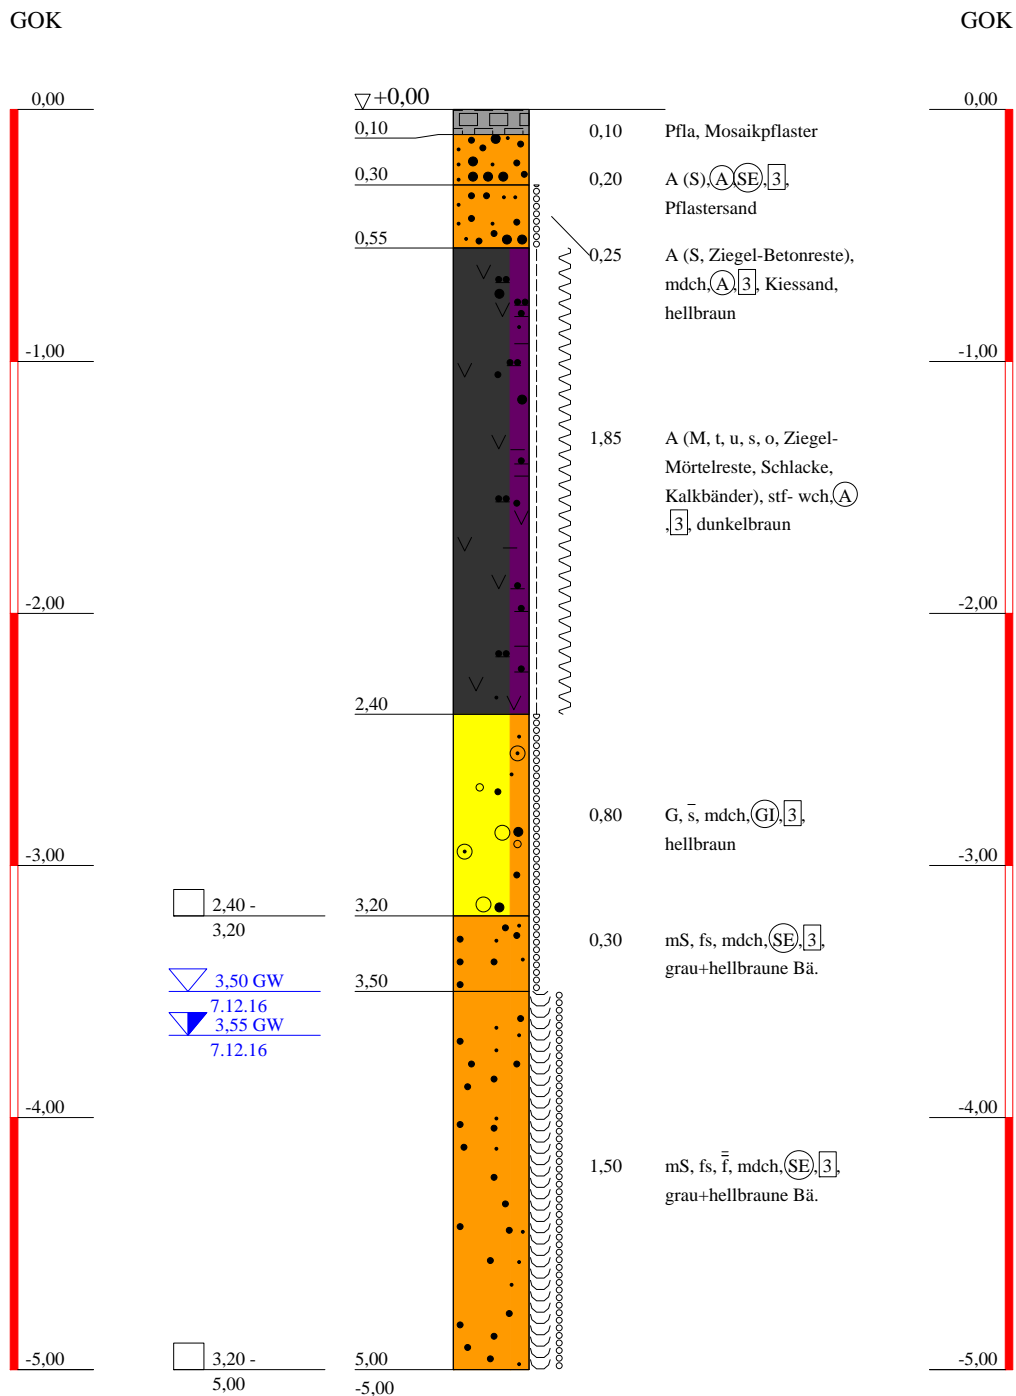 GOK
GOK
0,00
+0,00
0,00
0,10
0,10 Pfla, Mosaikpflaster
0,30
0,20 A (S), A, SE, 3,
Pflastersand
0,55
0,25 A (S, Ziegel-Betonreste),
mdch, A, 3, Kiessand,
hellbraun
-1,00
-1,00
1,85 A (M, t, u, s, o, Ziegel-
Mörtelreste, Schlacke,
Kalkbänder), stf- wch, A
, 3, dunkelbraun
-2,00
-2,00
2,40
0,80 G, s̄, mdch, GI, 3,
hellbraun
-3,00
-3,00
2,40 -
3,20
3,20
0,30 mS, fs, mdch, SE, 3,
grau+hellbraune Bä.
3,50 GW
7.12.16
3,50
3,55 GW
7.12.16
-4,00
-4,00
1,50 mS, fs, f̿, mdch, SE, 3,
grau+hellbraune Bä.
-5,00
3,20 -
5,00
5,00
-5,00
-5,00